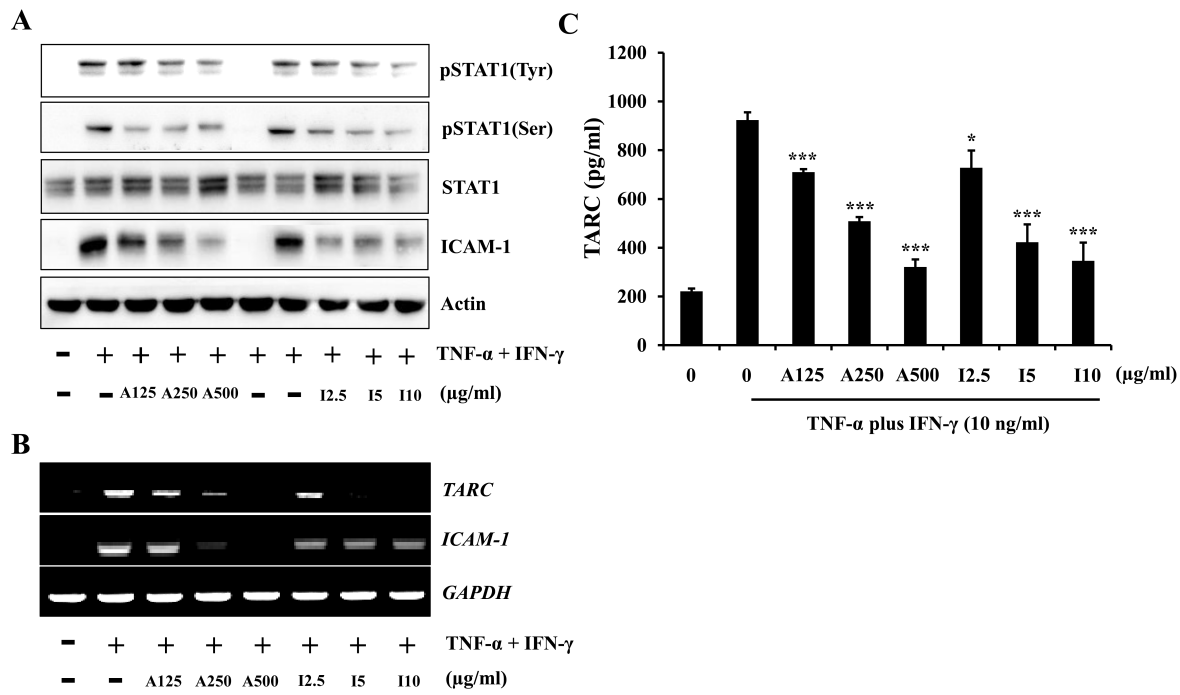 A
pSTAT1(Tyr)
pSTAT1(Ser)
STAT1
ICAM-1
Actin
- + + + + + + + + + TNF-α + IFN-γ
- - A125 A250 A500 - - I2.5 I5 I10 (μg/ml)
B
TARC
ICAM-1
GAPDH
- + + + + + + + TNF-α + IFN-γ
- - A125 A250 A500 I2.5 I5 I10 (μg/ml)
C
TARC (pg/ml)
1200
1000
800
600
400
200
0
*** *** *** * *** ***
0 0 A125 A250 A500 I2.5 I5 I10 (μg/ml)
TNF-α plus IFN-γ (10 ng/ml)